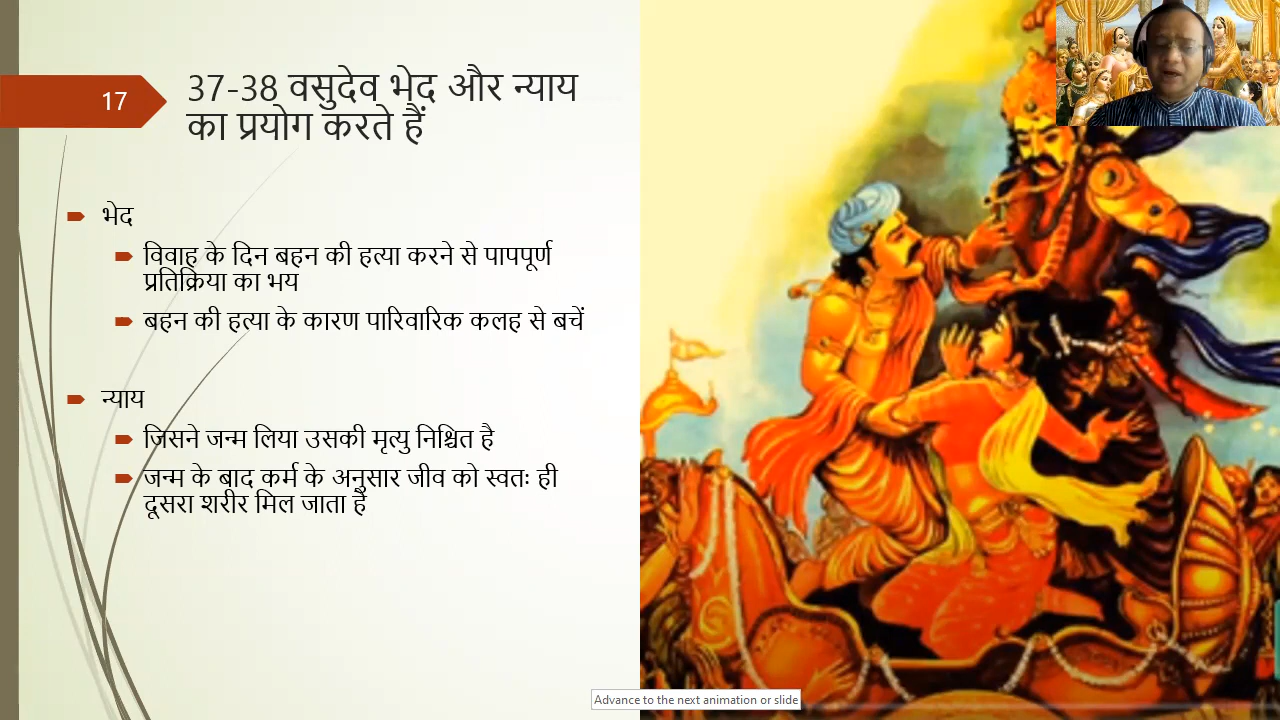 17
37-38 वसुदेव भेद और न्याय
का प्रयोग करते हैं
भेद
विवाह के दिन बहन की हत्या करने से पापपूर्ण
प्रतिक्रिया का भय
बहन की हत्या के कारण पारिवारिक कलह से बचें
न्याय
जिसने जन्म लिया उसकी मृत्यु निश्चित है
जन्म के बाद कर्म के अनुसार जीव को स्वतः ही
दूसरा शरीर मिल जाता है
Advance to the next animation or slide